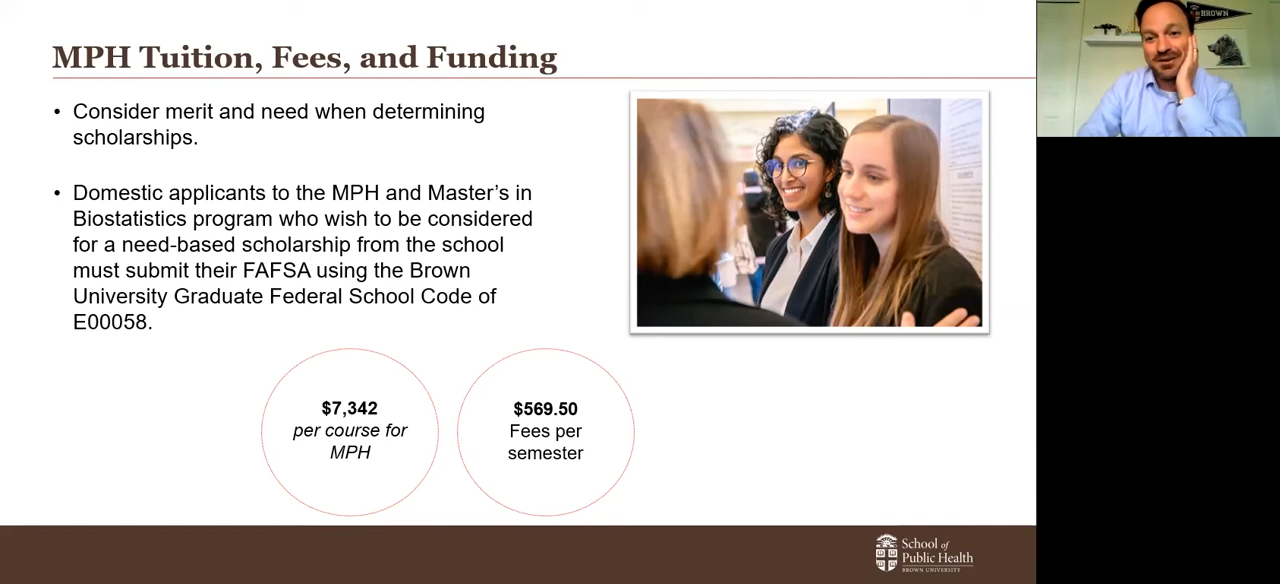 MPH Tuition, Fees, and Funding
• Consider merit and need when determining
scholarships.
• Domestic applicants to the MPH and Master’s in
Biostatistics program who wish to be considered
for a need-based scholarship from the school
must submit their FAFSA using the Brown
University Graduate Federal School Code of
E00058.
$7,342
per course for
MPH
$569.50
Fees per
semester
School of
Public Health
BROWN UNIVERSITY
BROWN